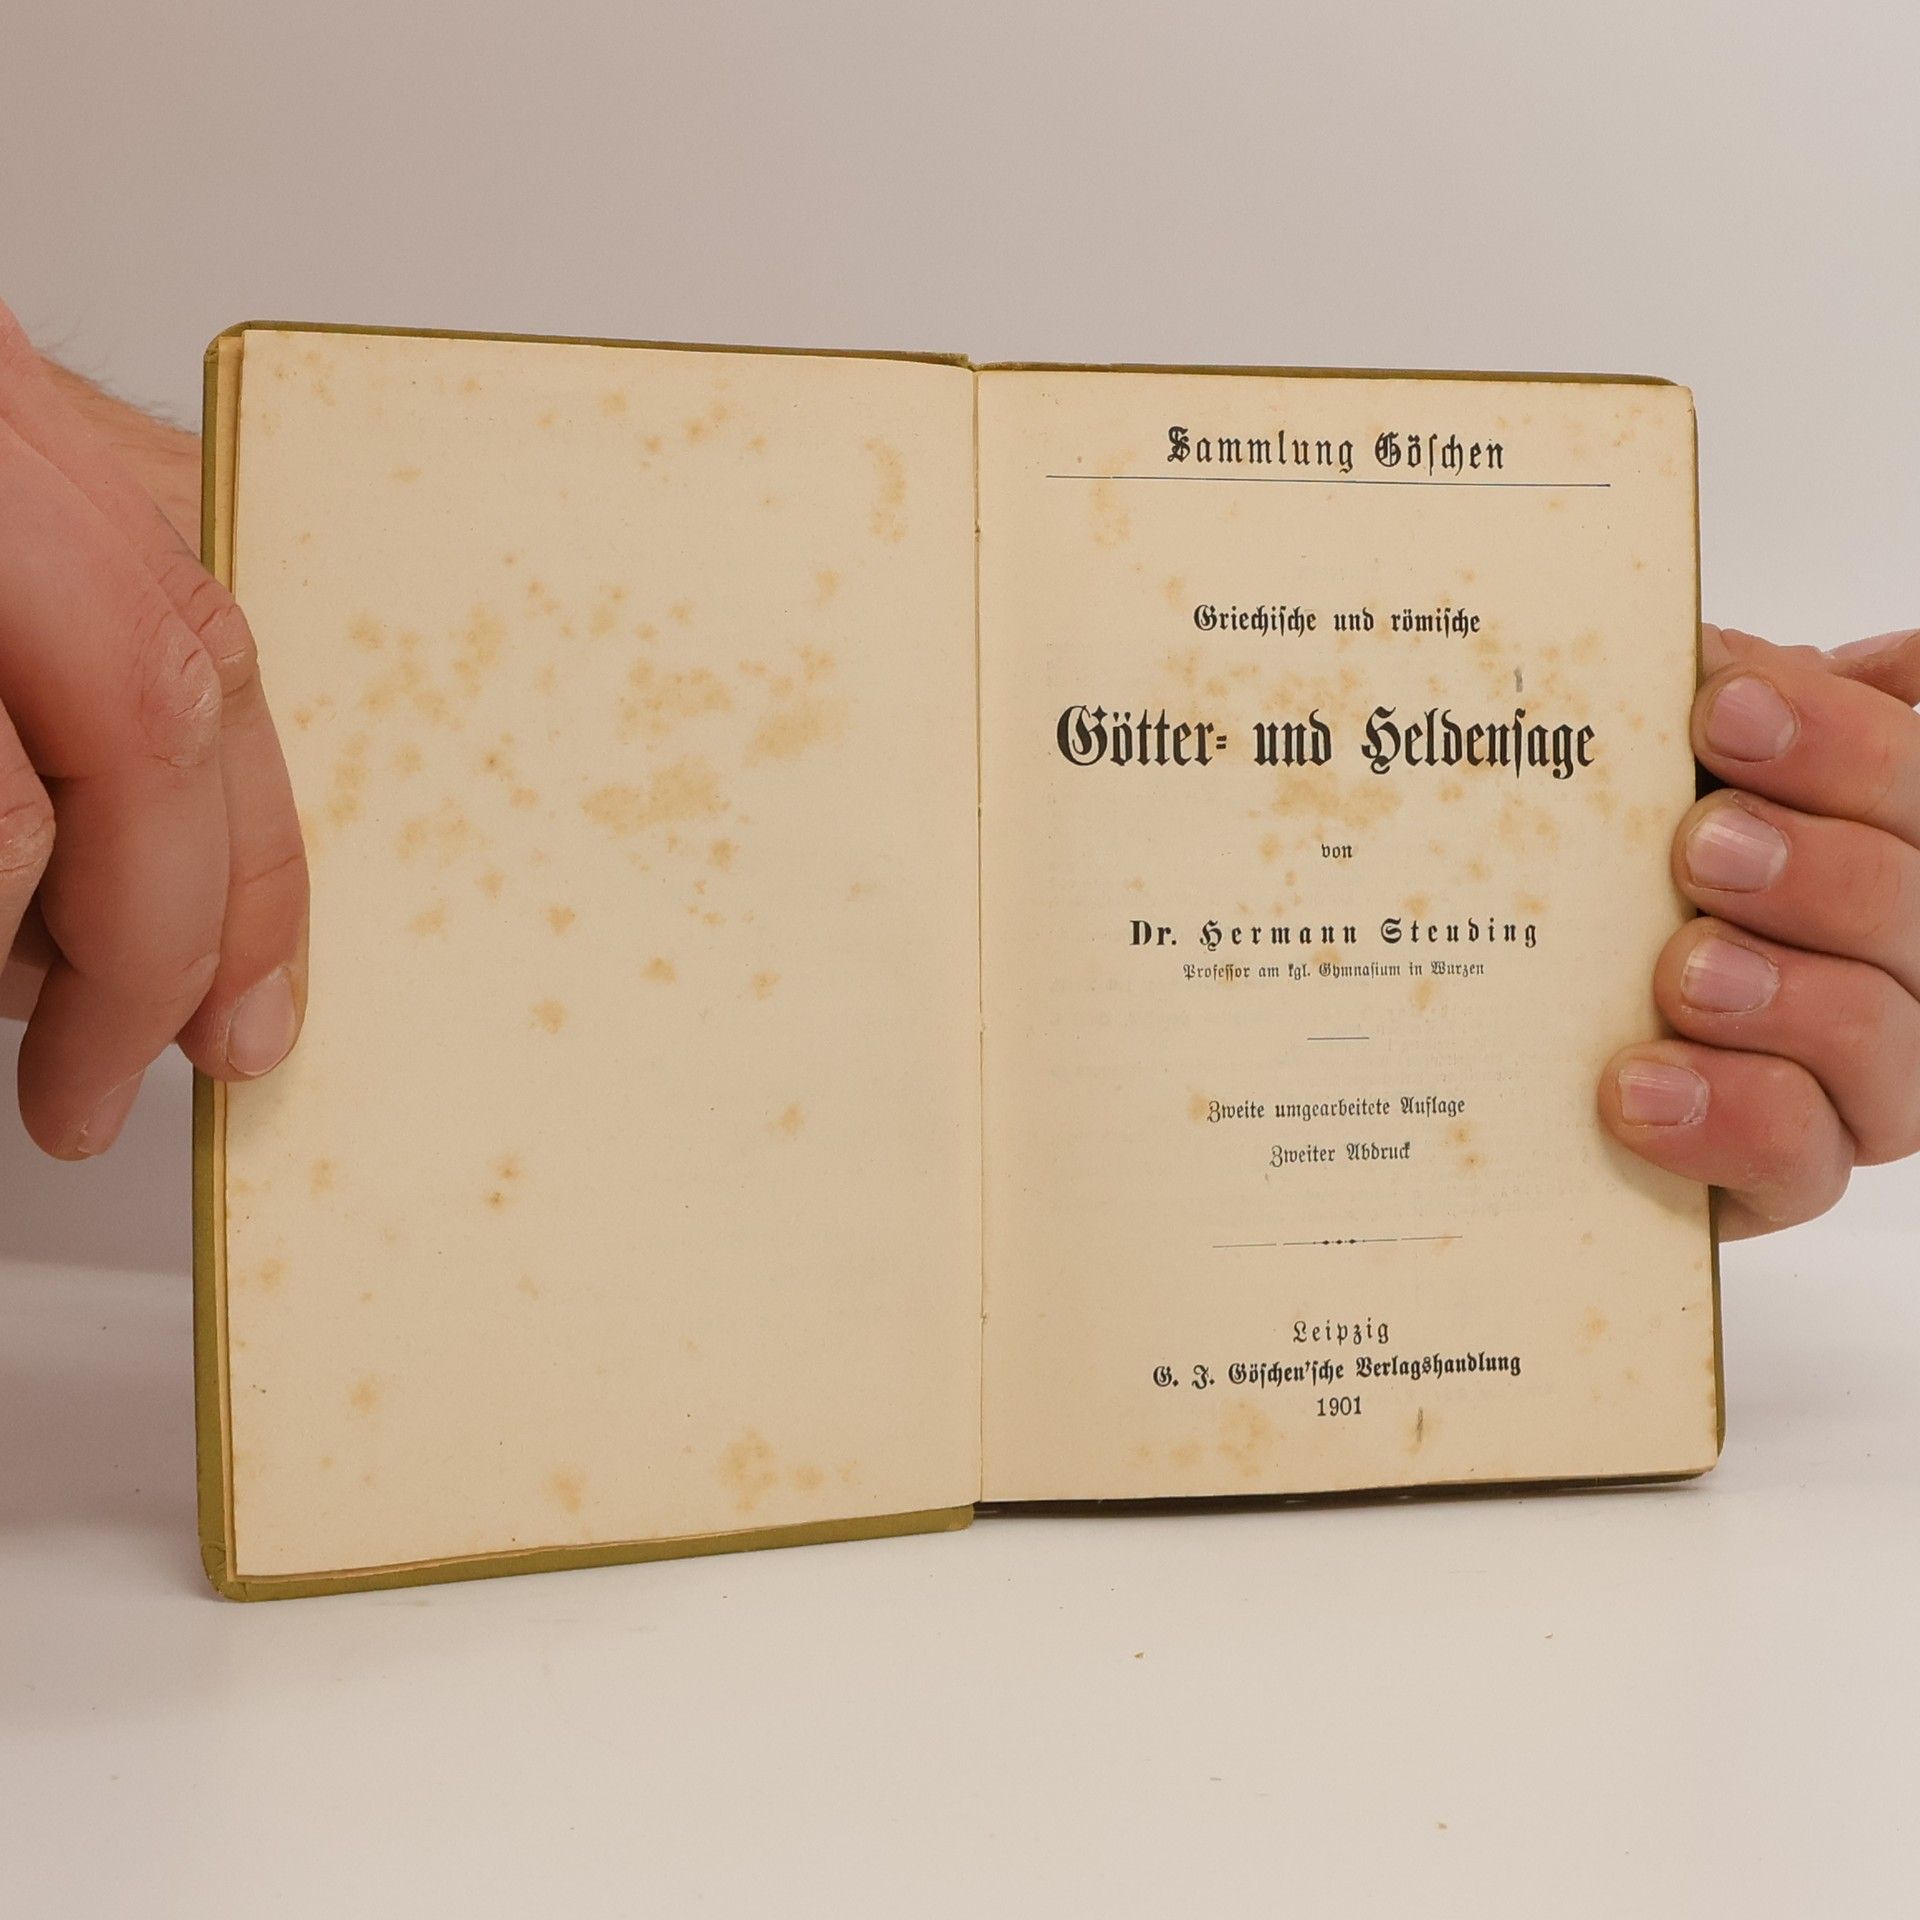 Sammlung Göſchen
Griechiſche und römiſche
Götter- und Heldenſage
von
Dr. Hermann Steuding
Profeſſor am kgl. Gymnaſium in Wurzen
Zweite umgearbeitete Auflage
Zweiter Abdruck
Leipzig
G. J. Göſchen'ſche Verlagshandlung
1901